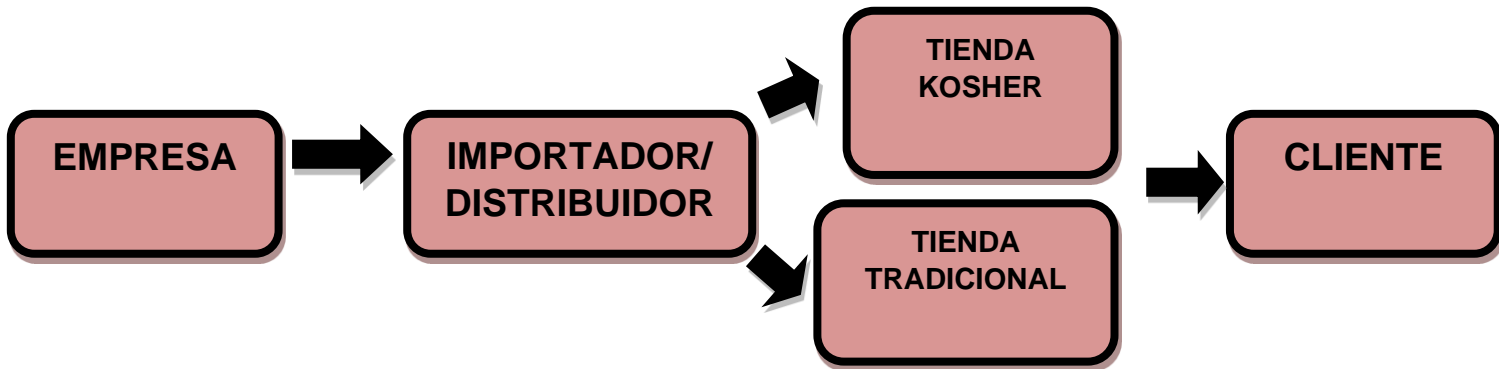 EMPRESA
IMPORTADOR/
DISTRIBUIDOR
TIENDA
KOSHER
TIENDA
TRADICIONAL
CLIENTE